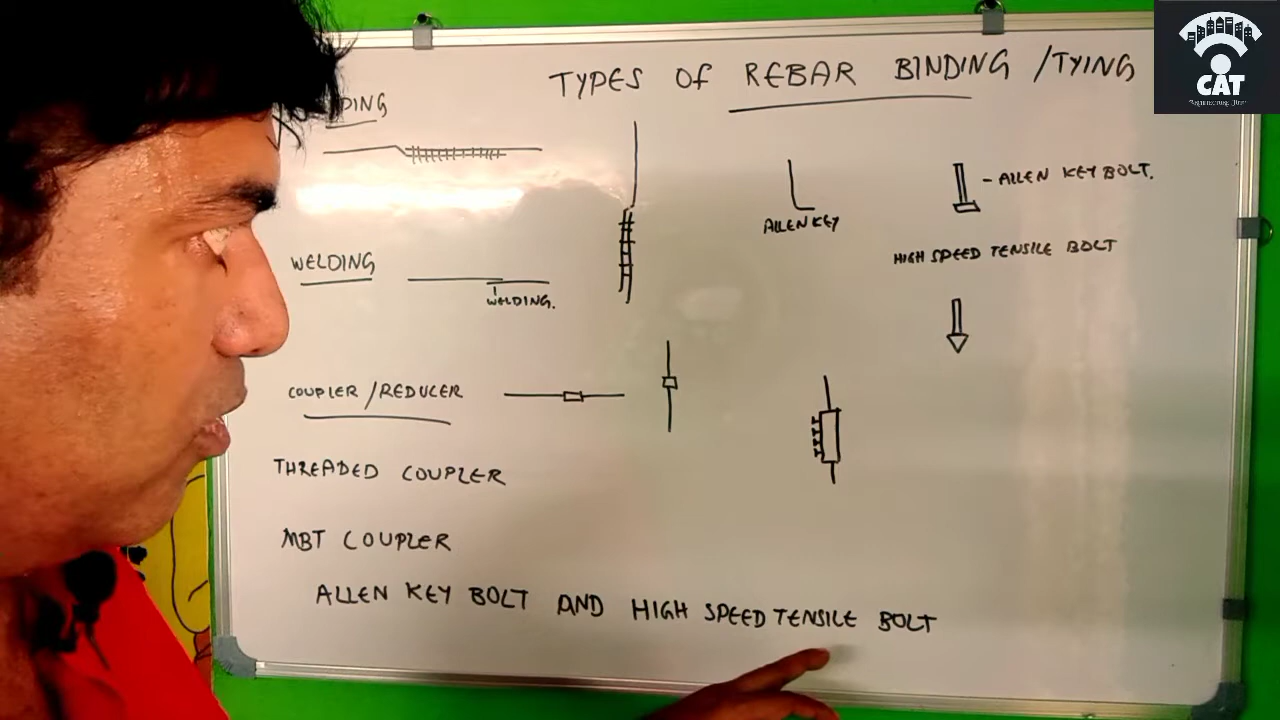 TYPES OF REBAR BINDING /TYING
CAT
WELDING
WELDING.
ALLEN KEY
- ALLEN KEY BOLT.
HIGH SPEED TENSILE BOLT
COUPLER /REDUCER
THREADED COUPLER
MBT COUPLER
ALLEN KEY BOLT AND HIGH SPEED TENSILE BOLT